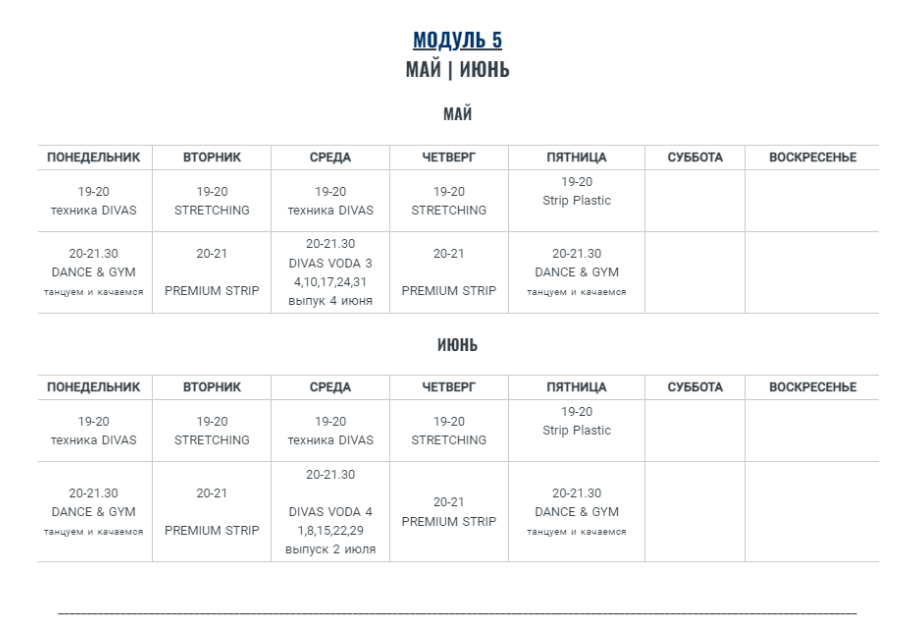 МОДУЛЬ 5
МАЙ | ИЮНЬ
МАЙ
ПОНЕДЕЛЬНИК ВТОРНИК СРЕДА ЧЕТВЕРГ ПЯТНИЦА СУББОТА ВОСКРЕСЕНЬЕ
19-20
техника DIVAS
19-20
STRETCHING
19-20
техника DIVAS
19-20
STRETCHING
19-20
Strip Plastic
20-21.30
DANCE & GYM
танцуем и качаемся
20-21
PREMIUM STRIP
20-21.30
DIVAS VODA 3
4,10,17,24,31
выпук 4 июня
20-21
PREMIUM STRIP
20-21.30
DANCE & GYM
танцуем и качаемся
ИЮНЬ
ПОНЕДЕЛЬНИК ВТОРНИК СРЕДА ЧЕТВЕРГ ПЯТНИЦА СУББОТА ВОСКРЕСЕНЬЕ
19-20
техника DIVAS
19-20
STRETCHING
19-20
техника DIVAS
19-20
STRETCHING
19-20
Strip Plastic
20-21.30
DANCE & GYM
танцуем и качаемся
20-21
PREMIUM STRIP
20-21.30
DIVAS VODA 4
1,8,15,22,29
выпуск 2 июля
20-21
PREMIUM STRIP
20-21.30
DANCE & GYM
танцуем и качаемся